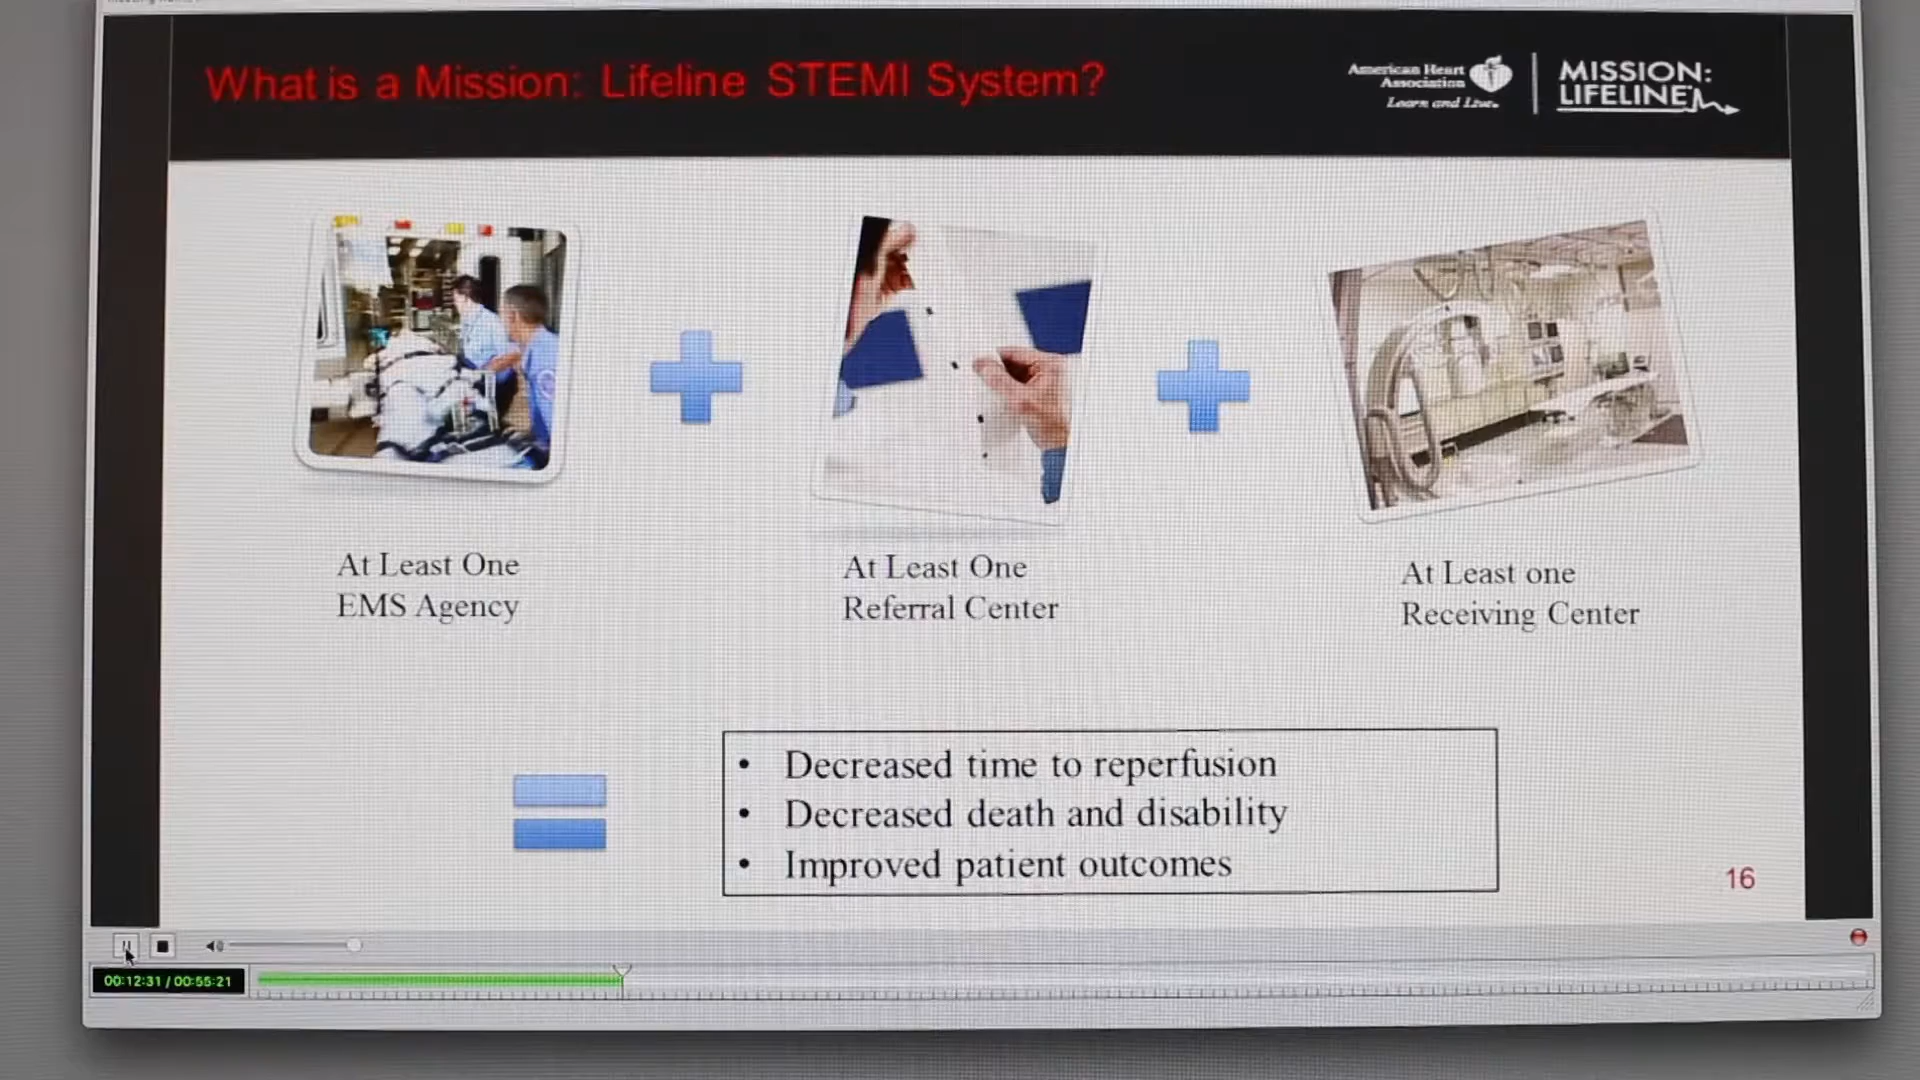 What is a Mission: Lifeline STEMI System?
American Heart
Association
Learn and Live.
MISSION:
LIFELINE
At Least One
EMS Agency
At Least One
Referral Center
At Least one
Receiving Center
• Decreased time to reperfusion
• Decreased death and disability
• Improved patient outcomes
16
00:12:31 / 00:55:21